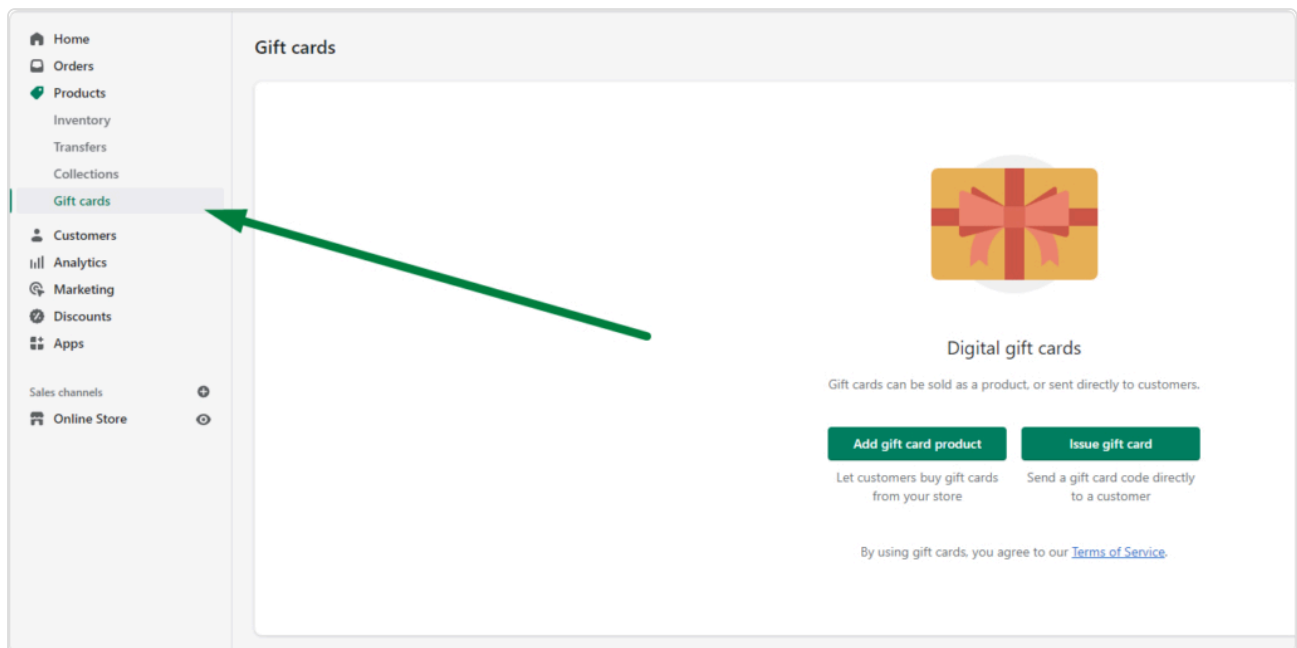 Home
Orders
Products
Inventory
Transfers
Collections
Gift cards
Customers
Analytics
Marketing
Discounts
Apps
Sales channels
Online Store
Gift cards
Digital gift cards
Gift cards can be sold as a product, or sent directly to customers.
Add gift card product
Let customers buy gift cards
from your store
Issue gift card
Send a gift card code directly
to a customer
By using gift cards, you agree to our Terms of Service.